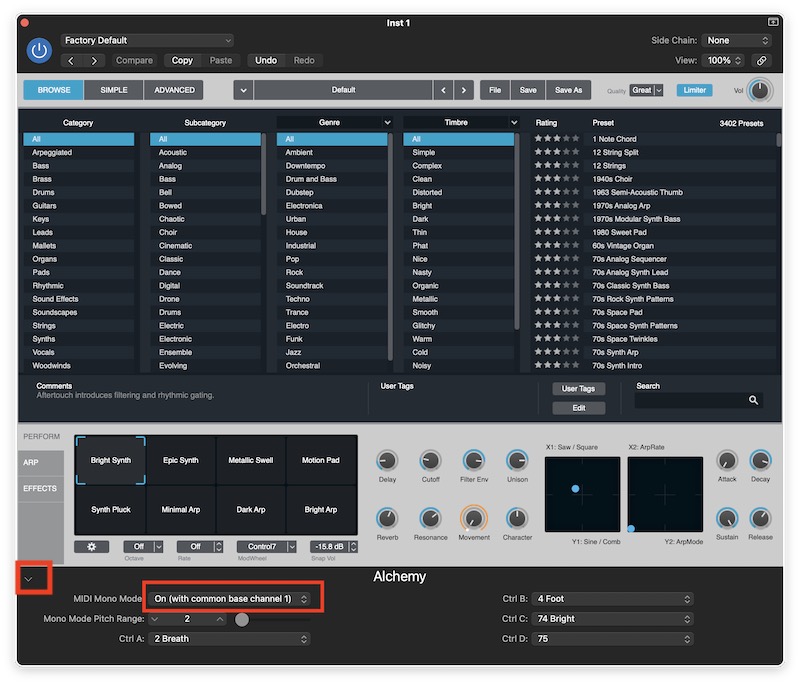 Inst 1
Factory Default
Side Chain: None
Compare Copy Paste Undo Redo
View: 100%
BROWSE SIMPLE ADVANCED
Default
File Save Save As
Quality Great
Limiter
Vol
Category
All
Arpeggiated
Bass
Brass
Drums
Guitars
Keys
Leads
Mallets
Organs
Pads
Rhythmic
Sound Effects
Soundscapes
Strings
Synths
Vocals
Woodwinds
Subcategory
All
Acoustic
Analog
Bass
Bell
Bowed
Chaotic
Choir
Cinematic
Classic
Dance
Digital
Drone
Drums
Electric
Electronic
Ensemble
Evolving
Genre
All
Ambient
Downtempo
Drum and Bass
Dubstep
Electronica
Urban
House
Industrial
Pop
Rock
Soundtrack
Techno
Trance
Electro
Funk
Jazz
Orchestral
Timbre
All
Simple
Complex
Clean
Distorted
Bright
Dark
Thin
Phat
Nice
Nasty
Organic
Metallic
Smooth
Glitchy
Warm
Cold
Noisy
Rating Preset 3402 Presets
1 Note Chord
12 String Split
12 Strings
1940s Choir
1963 Semi-Acoustic Thumb
1970s Analog Arp
1970s Modular Synth Bass
1980 Sweet Pad
60s Vintage Organ
70s Analog Sequencer
70s Analog Synth Lead
70s Classic Synth Bass
70s Rock Synth Patterns
70s Space Pad
70s Space Synth Patterns
70s Space Twinkles
70s Synth Arp
70s Synth Intro
Comments
Aftertouch introduces filtering and rhythmic gating.
User Tags
User Tags
Edit
Search
PERFORM
ARP
EFFECTS
Bright Synth Epic Synth Metallic Swell Motion Pad
Synth Pluck Minimal Arp Dark Arp Bright Arp
Off Off Control7 -15.8 dB
Octave Rate ModWheel Snap Vol
Delay Cutoff Filter Env Unison
Reverb Resonance Movement Character
X1: Saw / Square X2: ArpRate
Y1: Sine / Comb Y2: ArpMode
Attack Decay
Sustain Release
Alchemy
MIDI Mono Mode: On (with common base channel 1)
Mono Mode Pitch Range: 2
Ctrl A: 2 Breath
Ctrl B: 4 Foot
Ctrl C: 74 Bright
Ctrl D: 75